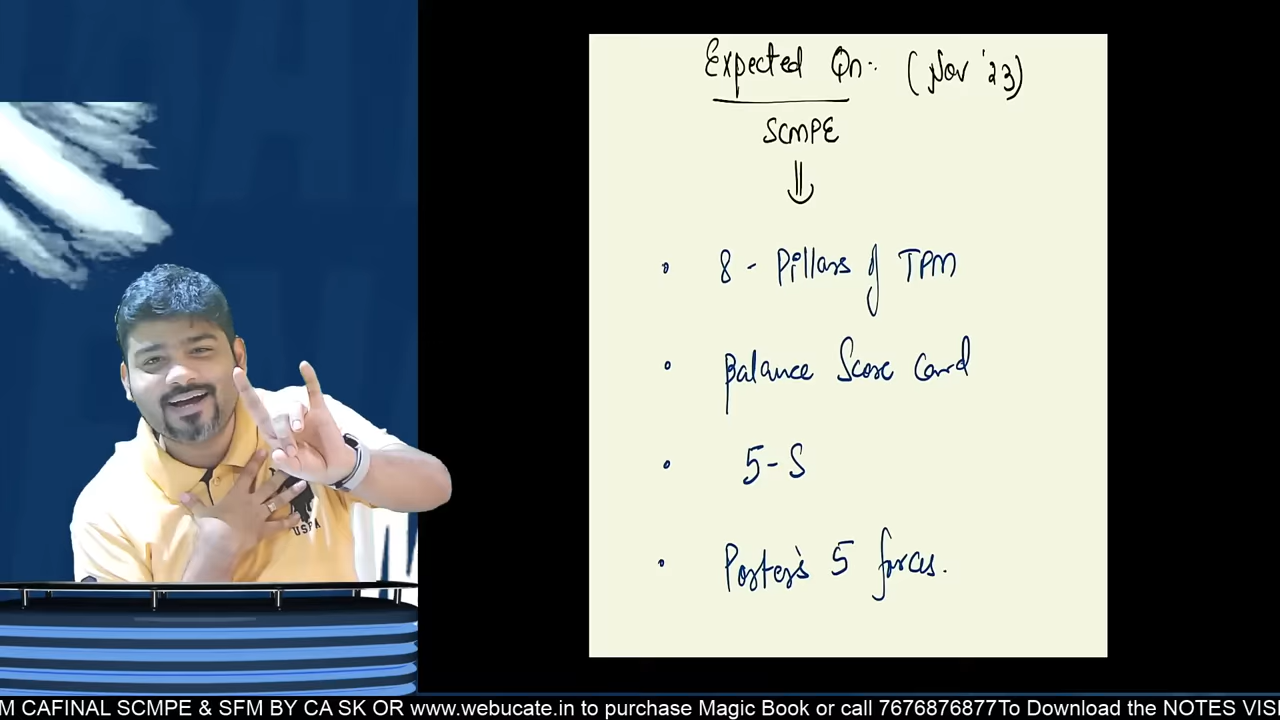 Expected Qn:- (Nov '23)
SCMPE
• 8 - Pillars of TPM
• Balance Score Card
• 5-S
• Porter's 5 forces.
USPA
M CAFINAL SCMPE & SFM BY CA SK OR www.webucate.in to purchase Magic Book or call 7676876877To Download the NOTES VISI